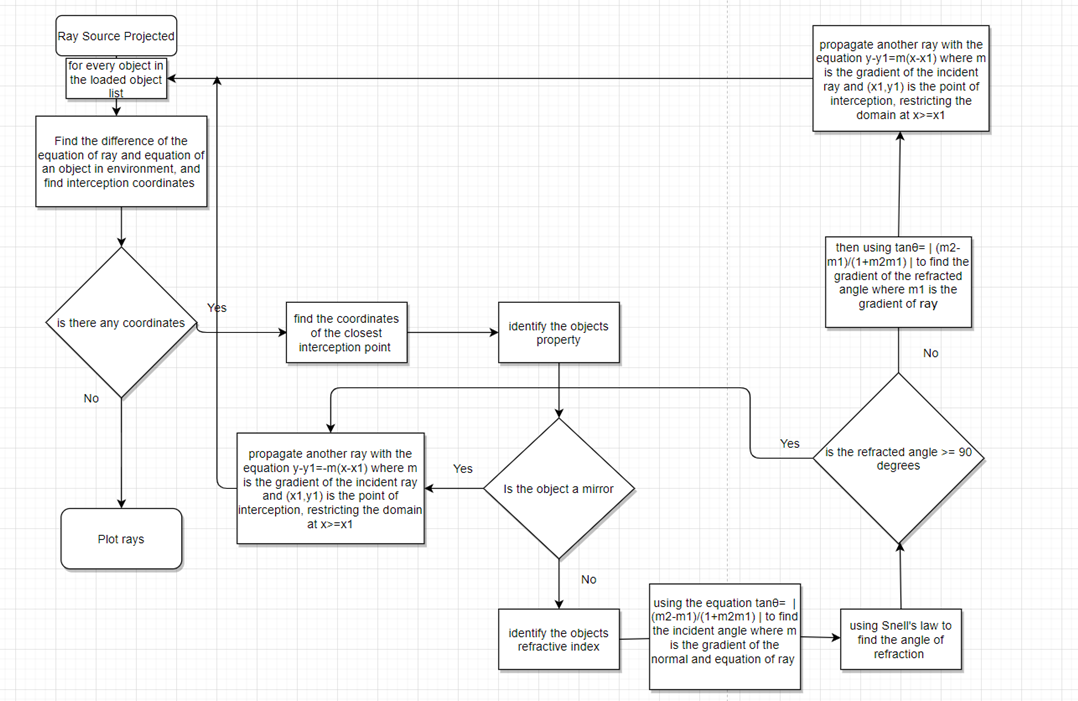 Ray Source Projected
for every object in
the loaded object
list
Find the difference of the
equation of ray and equation of
an object in environment, and
find interception coordinates
is there any coordinates
Yes
No
Plot rays
find the coordinates
of the closest
interception point
identify the objects
property
Is the object a mirror
Yes
No
propagate another ray with the
equation y-y1=-m(x-x1) where m
is the gradient of the incident ray
and (x1,y1) is the point of
interception, restricting the domain
at x>=x1
identify the objects
refractive index
using the equation tanθ= |
(m2-m1)/(1+m2m1) | to find
the incident angle where m
is the gradient of the
normal and equation of ray
using Snell's law to
find the angle of
refraction
is the refracted angle >= 90
degrees
Yes
No
then using tanθ= | (m2-
m1)/(1+m2m1) | to find the
gradient of the refracted
angle where m1 is the
gradient of ray
propagate another ray with the
equation y-y1=m(x-x1) where m
is the gradient of the incident
ray and (x1,y1) is the point of
interception, restricting the
domain at x>=x1